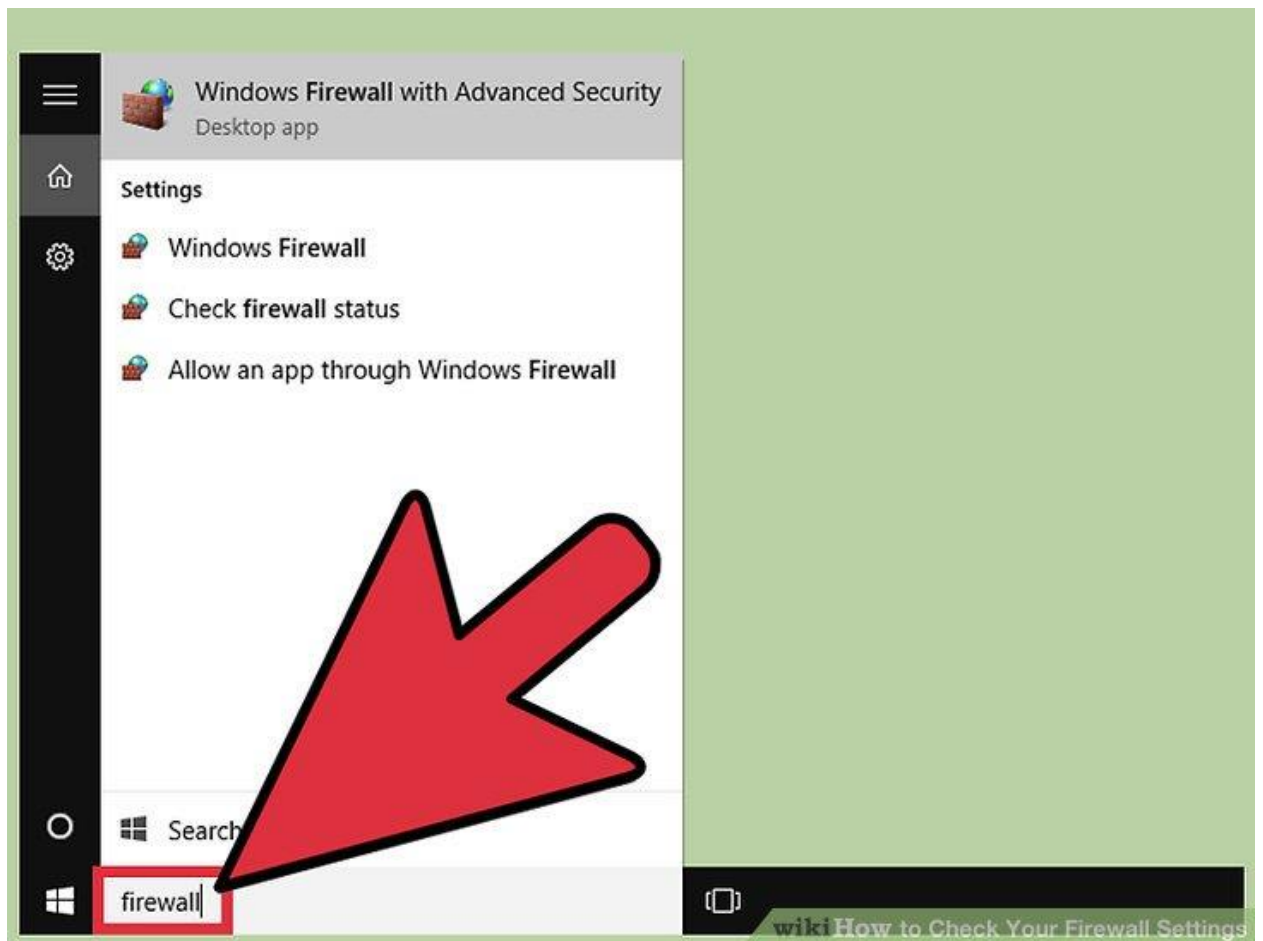 Windows Firewall with Advanced Security
Desktop app
Settings
Windows Firewall
Check firewall status
Allow an app through Windows Firewall
Search
firewall
wikiHow to Check Your Firewall Settings